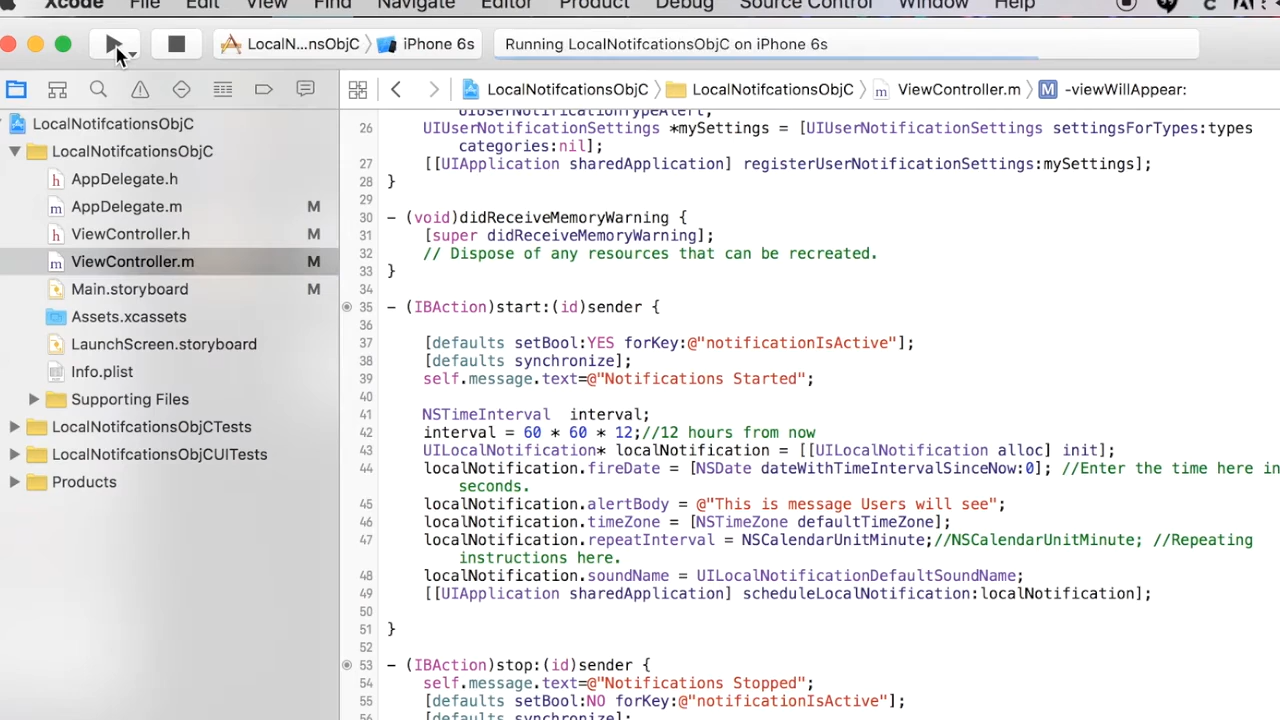 Xcode File Edit View Find Navigate Editor Product Debug Source Control Window Help
LocalN...nsObjC iPhone 6s Running LocalNotifcationsObjC on iPhone 6s
LocalNotifcationsObjC LocalNotifcationsObjC ViewController.m M -viewWillAppear:
LocalNotifcationsObjC
LocalNotifcationsObjC
h AppDelegate.h
m AppDelegate.m M
h ViewController.h M
m ViewController.m M
Main.storyboard M
Assets.xcassets
LaunchScreen.storyboard
Info.plist
Supporting Files
LocalNotifcationsObjCTests
LocalNotifcationsObjCUITests
Products
UIUserNotificationTypeAlert;
26 UIUserNotificationSettings *mySettings = [UIUserNotificationSettings settingsForTypes:types
categories:nil];
27 [[UIApplication sharedApplication] registerUserNotificationSettings:mySettings];
28 }
29
30 - (void)didReceiveMemoryWarning {
31 [super didReceiveMemoryWarning];
32 // Dispose of any resources that can be recreated.
33 }
34
35 - (IBAction)start:(id)sender {
36
37 [defaults setBool:YES forKey:@"notificationIsActive"];
38 [defaults synchronize];
39 self.message.text=@"Notifications Started";
40
41 NSTimeInterval interval;
42 interval = 60 * 60 * 12;//12 hours from now
43 UILocalNotification* localNotification = [[UILocalNotification alloc] init];
44 localNotification.fireDate = [NSDate dateWithTimeIntervalSinceNow:0]; //Enter the time here in
seconds.
45 localNotification.alertBody = @"This is message Users will see";
46 localNotification.timeZone = [NSTimeZone defaultTimeZone];
47 localNotification.repeatInterval = NSCalendarUnitMinute;//NSCalendarUnitMinute; //Repeating
instructions here.
48 localNotification.soundName = UILocalNotificationDefaultSoundName;
49 [[UIApplication sharedApplication] scheduleLocalNotification:localNotification];
50
51 }
52
53 - (IBAction)stop:(id)sender {
54 self.message.text=@"Notifications Stopped";
55 [defaults setBool:NO forKey:@"notificationIsActive"];
56 [defaults synchronize];